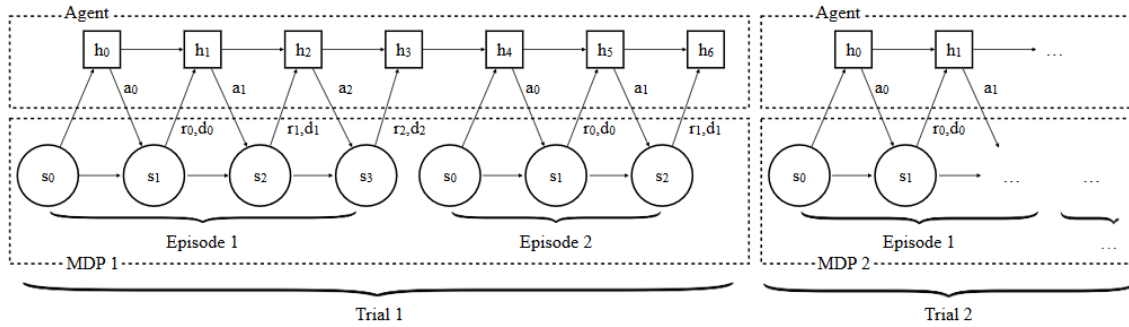 Agent Agent
h0 h1 h2 h3 h4 h5 h6 h0 h1 ...
a0 a1 a2 a0 a1 a0 a1
r0,d0 r1,d1 r2,d2 r0,d0 r1,d1 r0,d0
s0 s1 s2 s3 s0 s1 s2 s0 s1 ... ...
Episode 1 Episode 2 Episode 1 ...
MDP 1 MDP 2
Trial 1 Trial 2